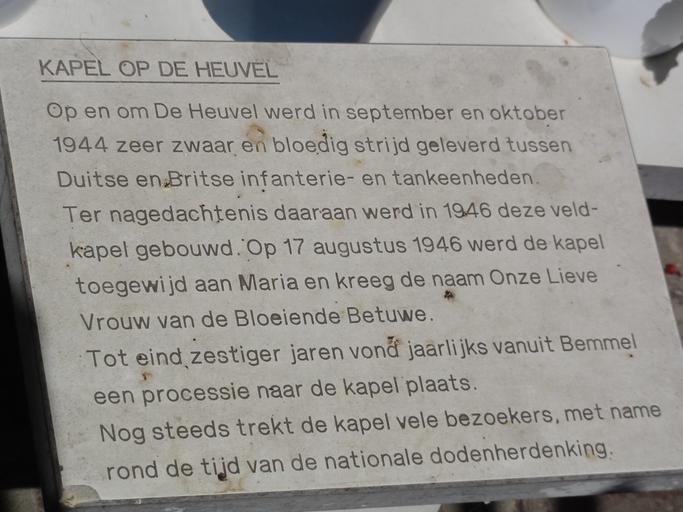 KAPEL OP DE HEUVEL
Op en om De Heuvel werd in september en oktober
1944 zeer zwaar en bloedig strijd geleverd tussen
Duitse en Britse infanterie- en tankeenheden.
Ter nagedachtenis daaraan werd in 1946 deze veld-
kapel gebouwd. Op 17 augustus 1946 werd de kapel
toegewijd aan Maria en kreeg de naam Onze Lieve
Vrouw van de Bloeiende Betuwe.
Tot eind zestiger jaren vond jaarlijks vanuit Bemmel
een processie naar de kapel plaats.
Nog steeds trekt de kapel vele bezoekers, met name
rond de tijd van de nationale dodenherdenking.